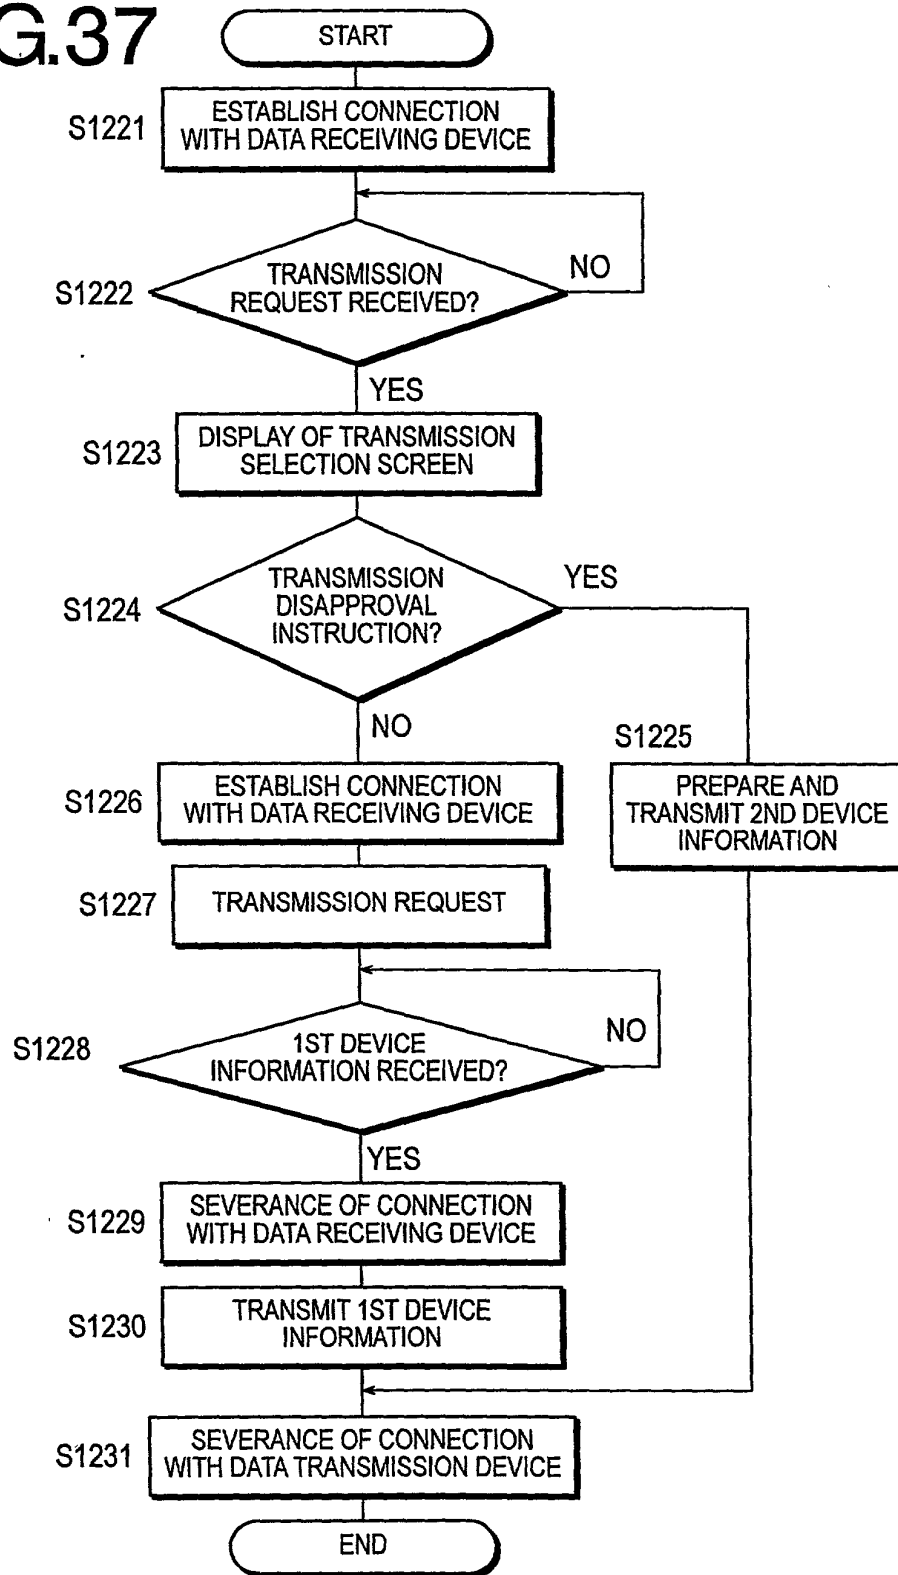 G.37
START
S1221
ESTABLISH CONNECTION
WITH DATA RECEIVING DEVICE
S1222
TRANSMISSION
REQUEST RECEIVED?
NO
YES
S1223
DISPLAY OF TRANSMISSION
SELECTION SCREEN
S1224
TRANSMISSION
DISAPPROVAL
INSTRUCTION?
YES
NO
S1225
PREPARE AND
TRANSMIT 2ND DEVICE
INFORMATION
S1226
ESTABLISH CONNECTION
WITH DATA RECEIVING DEVICE
S1227
TRANSMISSION REQUEST
S1228
1ST DEVICE
INFORMATION RECEIVED?
NO
YES
S1229
SEVERANCE OF CONNECTION
WITH DATA RECEIVING DEVICE
S1230
TRANSMIT 1ST DEVICE
INFORMATION
S1231
SEVERANCE OF CONNECTION
WITH DATA TRANSMISSION DEVICE
END